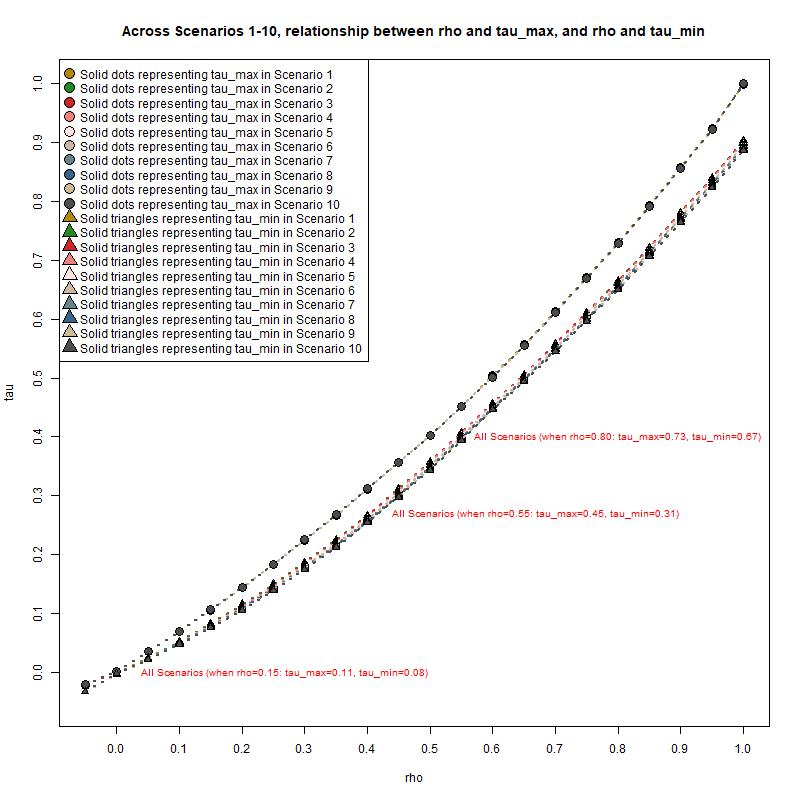 Across Scenarios 1-10, relationship between rho and tau_max, and rho and tau_min
Solid dots representing tau_max in Scenario 1
Solid dots representing tau_max in Scenario 2
Solid dots representing tau_max in Scenario 3
Solid dots representing tau_max in Scenario 4
Solid dots representing tau_max in Scenario 5
Solid dots representing tau_max in Scenario 6
Solid dots representing tau_max in Scenario 7
Solid dots representing tau_max in Scenario 8
Solid dots representing tau_max in Scenario 9
Solid dots representing tau_max in Scenario 10
Solid triangles representing tau_min in Scenario 1
Solid triangles representing tau_min in Scenario 2
Solid triangles representing tau_min in Scenario 3
Solid triangles representing tau_min in Scenario 4
Solid triangles representing tau_min in Scenario 5
Solid triangles representing tau_min in Scenario 6
Solid triangles representing tau_min in Scenario 7
Solid triangles representing tau_min in Scenario 8
Solid triangles representing tau_min in Scenario 9
Solid triangles representing tau_min in Scenario 10
1.0
0.9
0.8
0.7
0.6
0.5
0.4
0.3
0.2
0.1
0.0
tau
All Scenarios (when rho=0.80: tau_max=0.73, tau_min=0.67)
All Scenarios (when rho=0.55: tau_max=0.45, tau_min=0.31)
All Scenarios (when rho=0.15: tau_max=0.11, tau_min=0.08)
0.0 0.1 0.2 0.3 0.4 0.5 0.6 0.7 0.8 0.9 1.0
rho